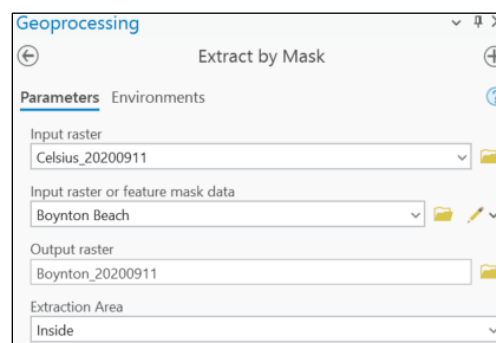 Geoprocessing
Extract by Mask
Parameters Environments
Input raster
Celsius_20200911
Input raster or feature mask data
Boynton Beach
Output raster
Boynton_20200911
Extraction Area
Inside